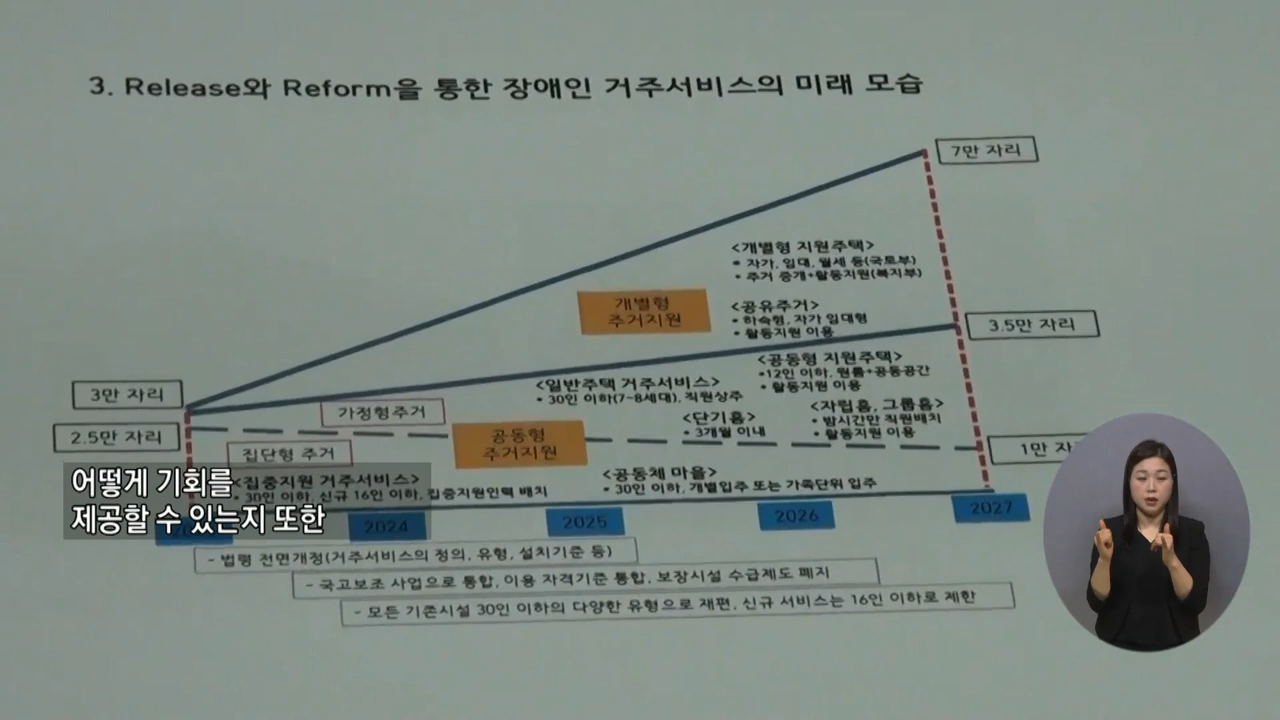 3. Release와 Reform을 통한 장애인 거주서비스의 미래 모습
7만 자리
<개별형 지원주택>
• 자가, 임대, 월세 등(국토부)
• 주거 중개+활동지원(복지부)
개별형
주거지원
<공유주거>
• 하숙형, 자가 임대형
• 활동지원 이용
3.5만 자리
<공동형 지원주택>
•12인 이하, 원룸+공동공간
• 활동지원 이용
3만 자리
<일반주택 거주서비스>
• 30인 이하(7~8세대), 직원상주
가정형주거
<단기홈>
• 3개월 이내
<자립홈, 그룹홈>
• 밤시간만 직원배치
• 활동지원 이용
2.5만 자리
공동형
주거지원
집단형 주거
1만
<집중지원 거주서비스>
• 30인 이하, 신규 16인 이하, 집중지원인력 배치
<공동체 마을>
• 30인 이하, 개별입주 또는 가족단위 입주
어떻게 기회를
제공할 수 있는지 또한
2024
2025
2026
2027
- 법령 전면개정(거주서비스의 정의, 유형, 설치기준 등)
- 국고보조 사업으로 통합, 이용 자격기준 통합, 보장시설 수급제도 폐지
- 모든 기존시설 30인 이하의 다양한 유형으로 재편, 신규 서비스는 16인 이하로 제한